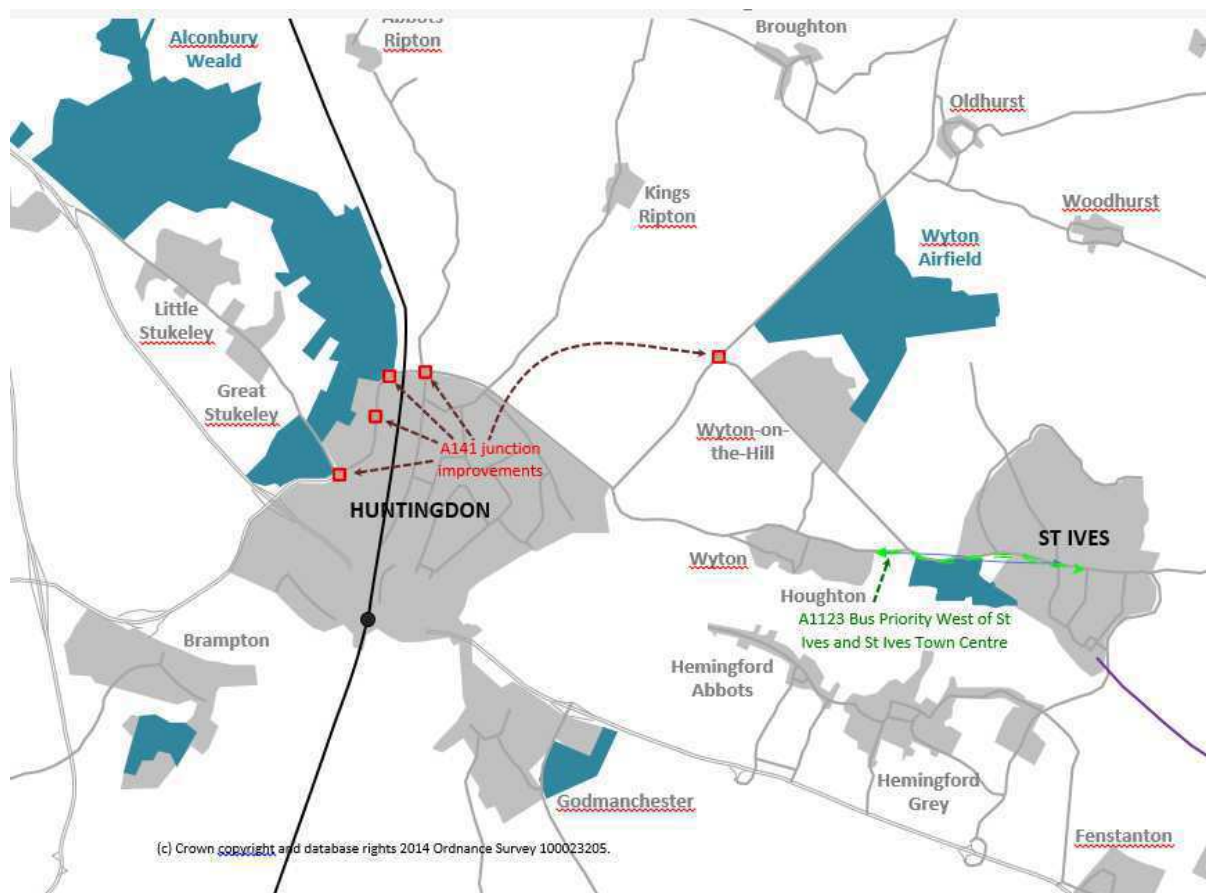 Alconbury
Weald
Abbots
Ripton
Broughton
Oldhurst
Kings
Ripton
Woodhurst
Wyton
Airfield
Little
Stukeley
Great
Stukeley
Wyton-on-
the-Hill
A141 junction
improvements
HUNTINGDON
ST IVES
Wyton
Houghton
A1123 Bus Priority West of St
Ives and St Ives Town Centre
Brampton
Hemingford
Abbots
Hemingford
Grey
Godmanchester
Fenstanton
(c) Crown copyright and database rights 2014 Ordnance Survey 100023205.